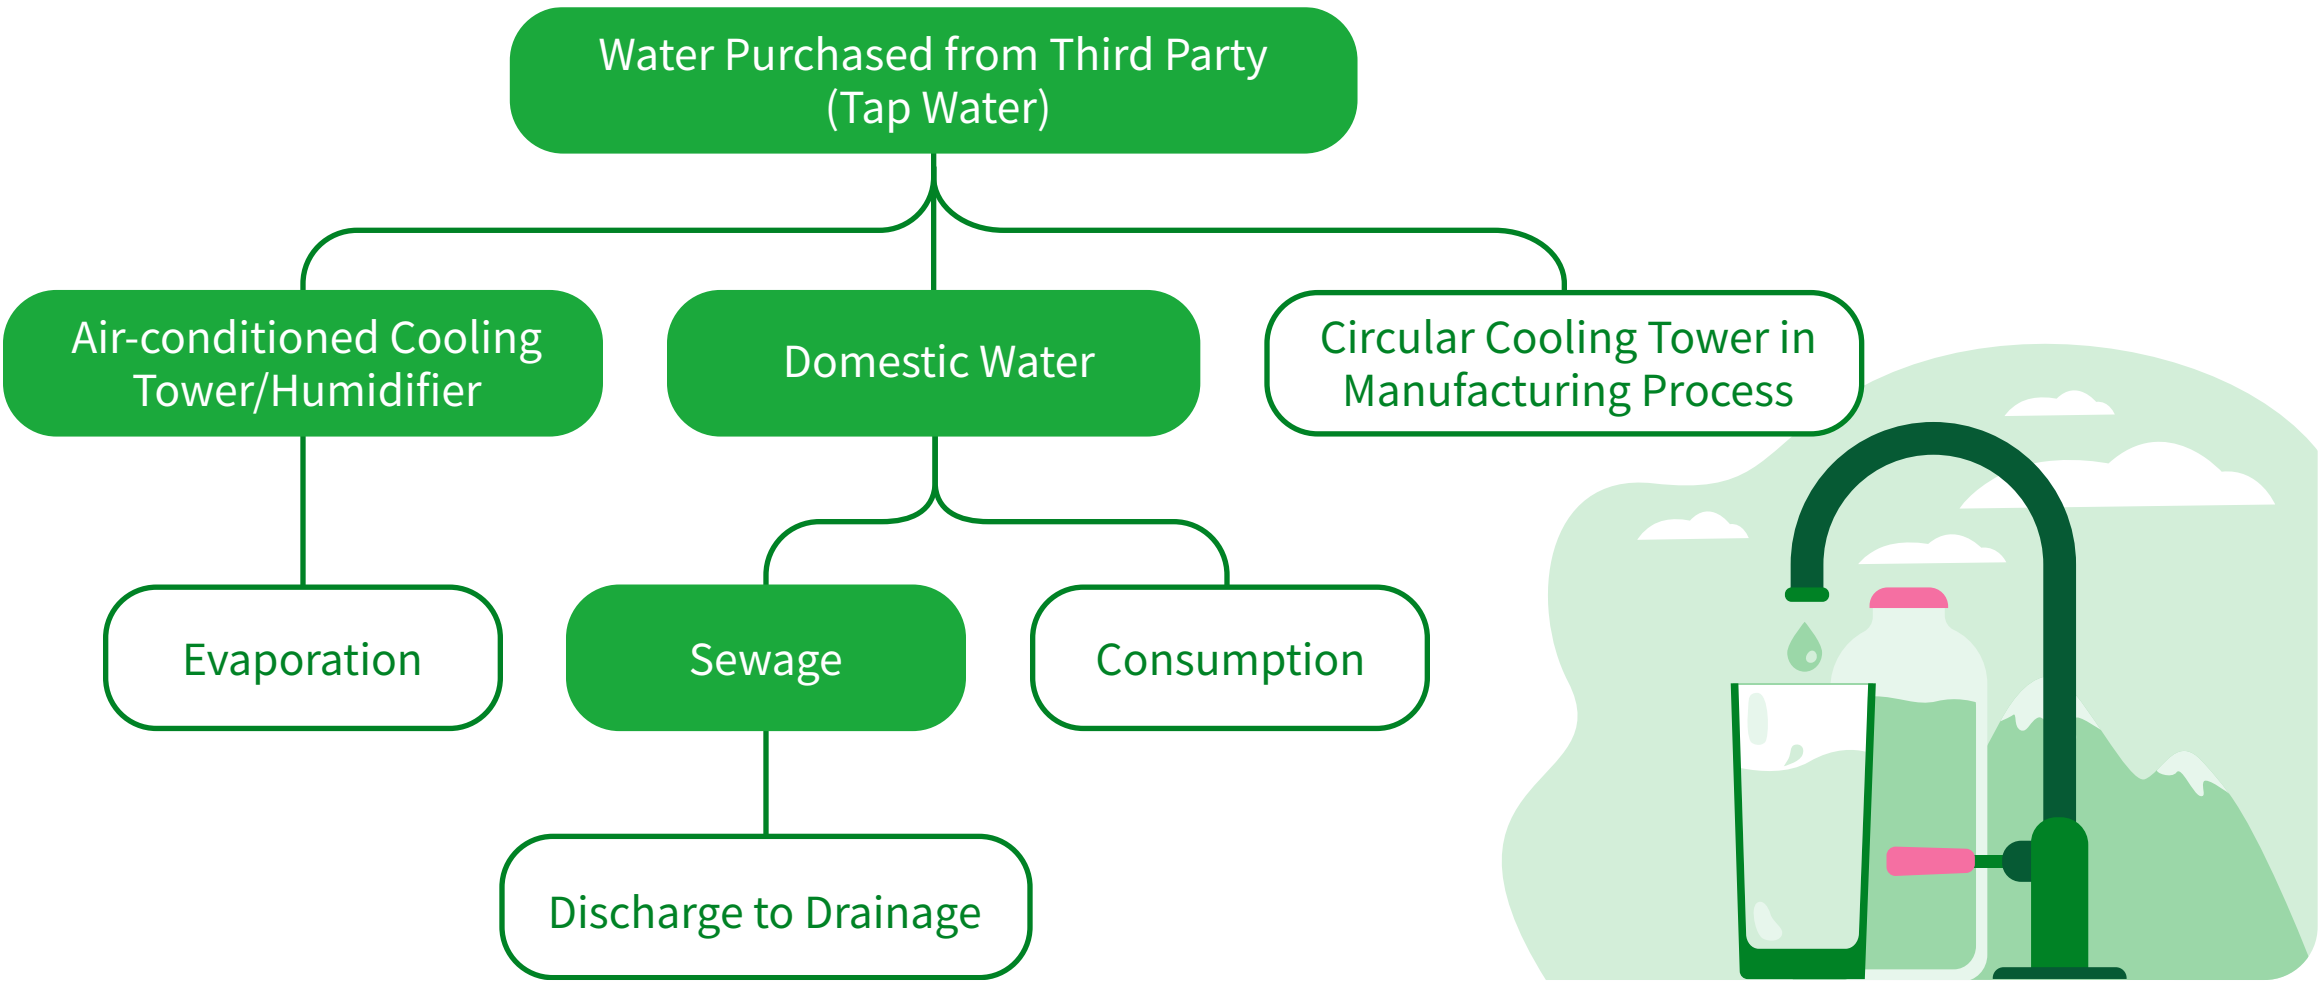 Water Purchased from Third Party
(Tap Water)
Air-conditioned Cooling
Tower/Humidifier
Domestic Water
Circular Cooling Tower in
Manufacturing Process
Evaporation
Sewage
Consumption
Discharge to Drainage